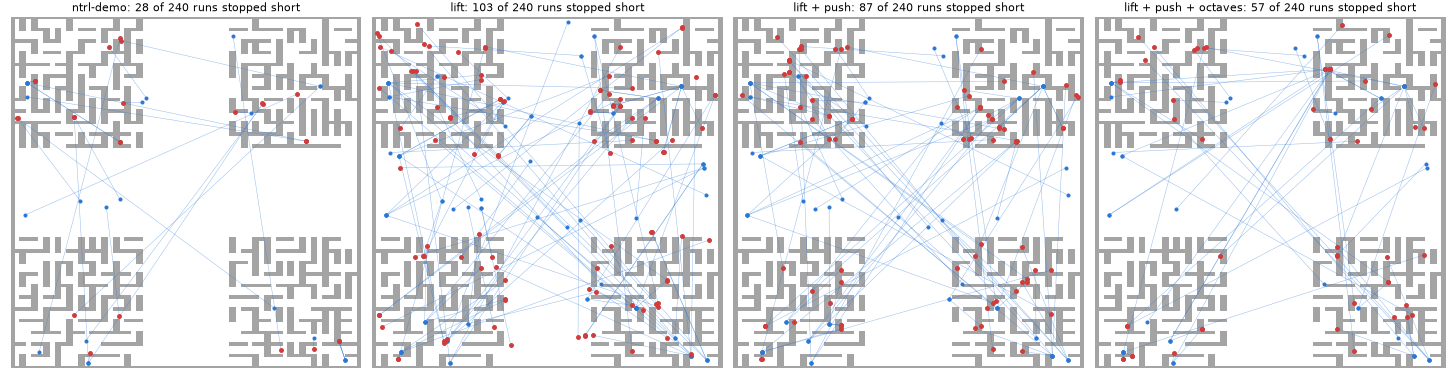 ntrl-demo: 28 of 240 runs stopped short
lift: 103 of 240 runs stopped short
lift + push: 87 of 240 runs stopped short
lift + push + octaves: 57 of 240 runs stopped short